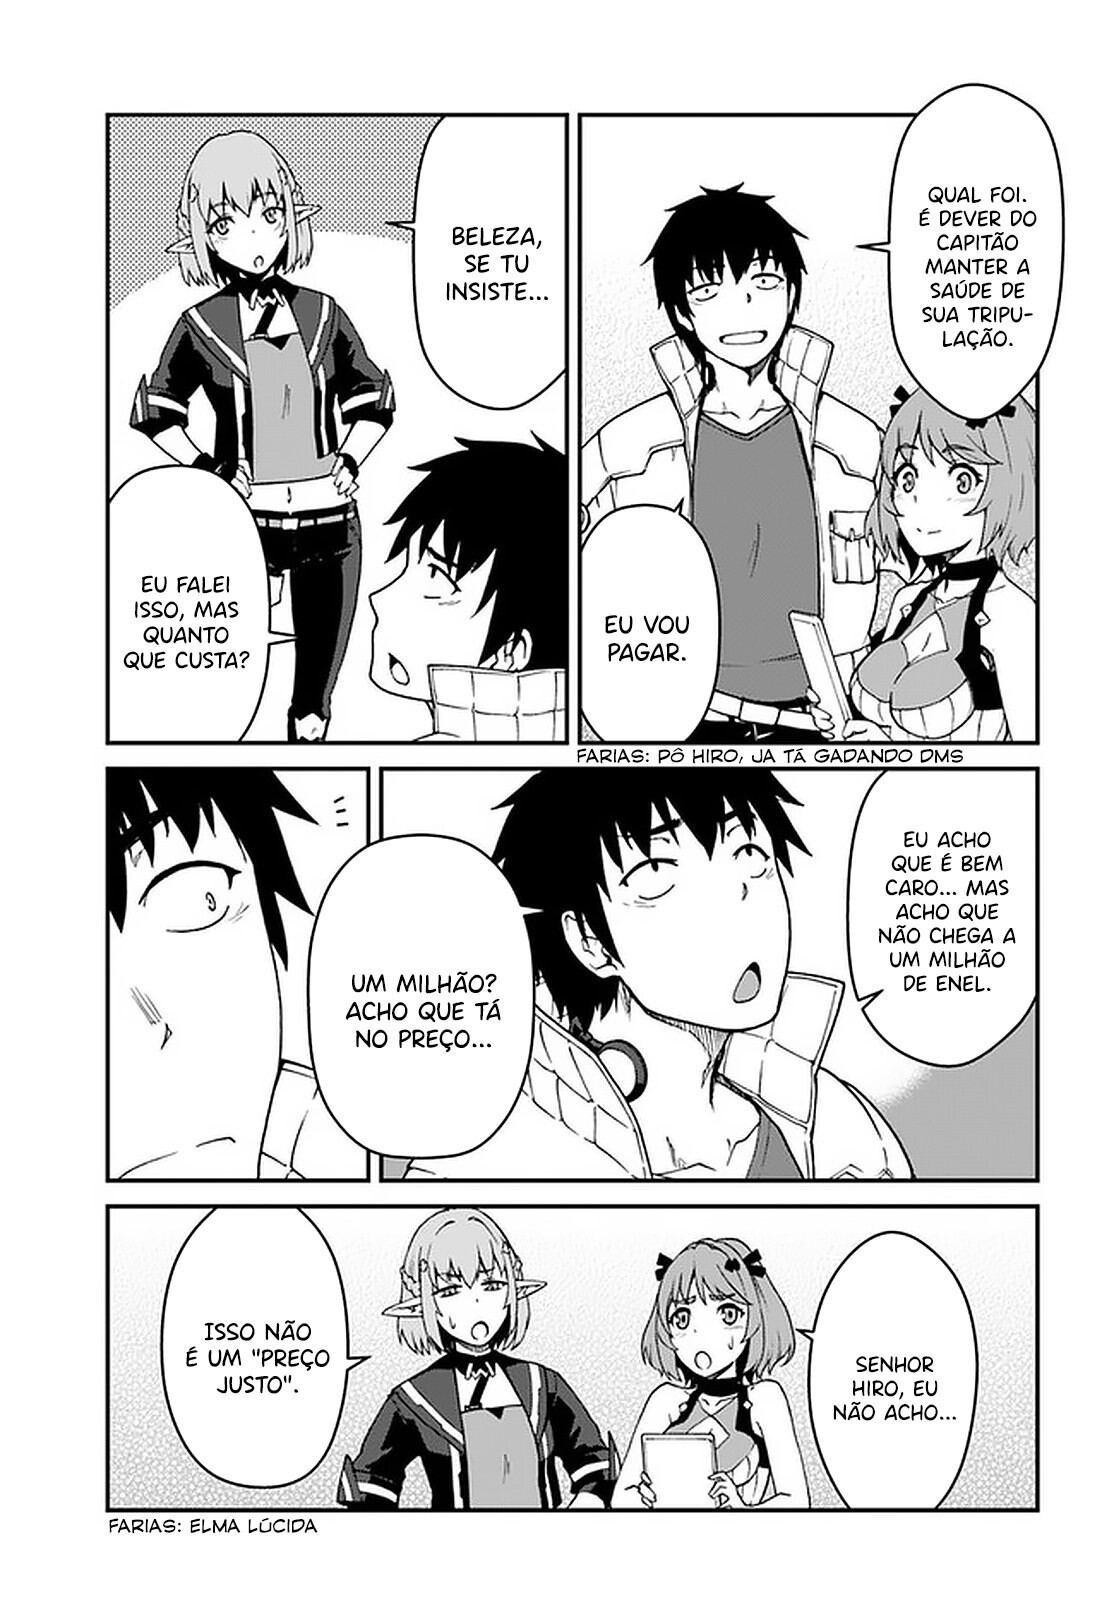 QUAL FOI.
É DEVER DO
CAPITÃO
MANTER A
SAÚDE DE
SUA TRIPU-
LAÇÃO.
EU VOU
PAGAR.
FARIAS: PÔ HIRO, JA TÁ GADANDO DMS
BELEZA,
SE TU
INSISTE...
EU FALEI
ISSO, MAS
QUANTO
QUE CUSTA?
EU ACHO
QUE É BEM
CARO... MAS
ACHO QUE
NÃO CHEGA A
UM MILHÃO
DE ENEL.
UM MILHÃO?
ACHO QUE TÁ
NO PREÇO...
SENHOR
HIRO, EU
NÃO ACHO...
ISSO NÃO
É UM "PREÇO
JUSTO".
FARIAS: ELMA LÚCIDA